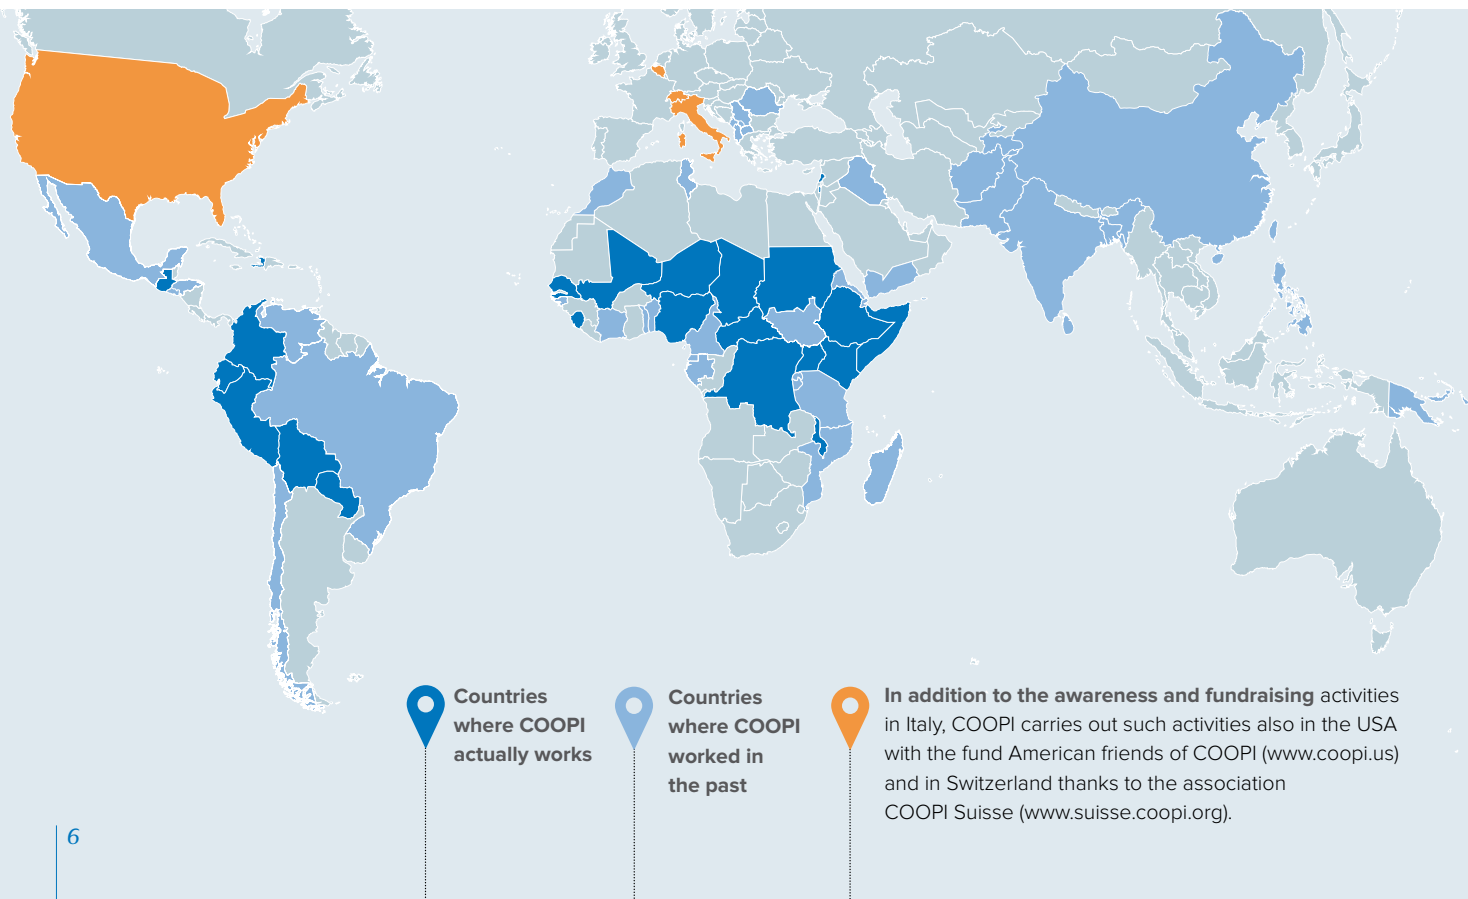 Countries
where COOPI
actually works
Countries
where COOPI
worked in
the past
In addition to the awareness and fundraising activities
in Italy, COOPI carries out such activities also in the USA
with the fund American friends of COOPI (www.coopi.us)
and in Switzerland thanks to the association
COOPI Suisse (www.suisse.coopi.org).
6